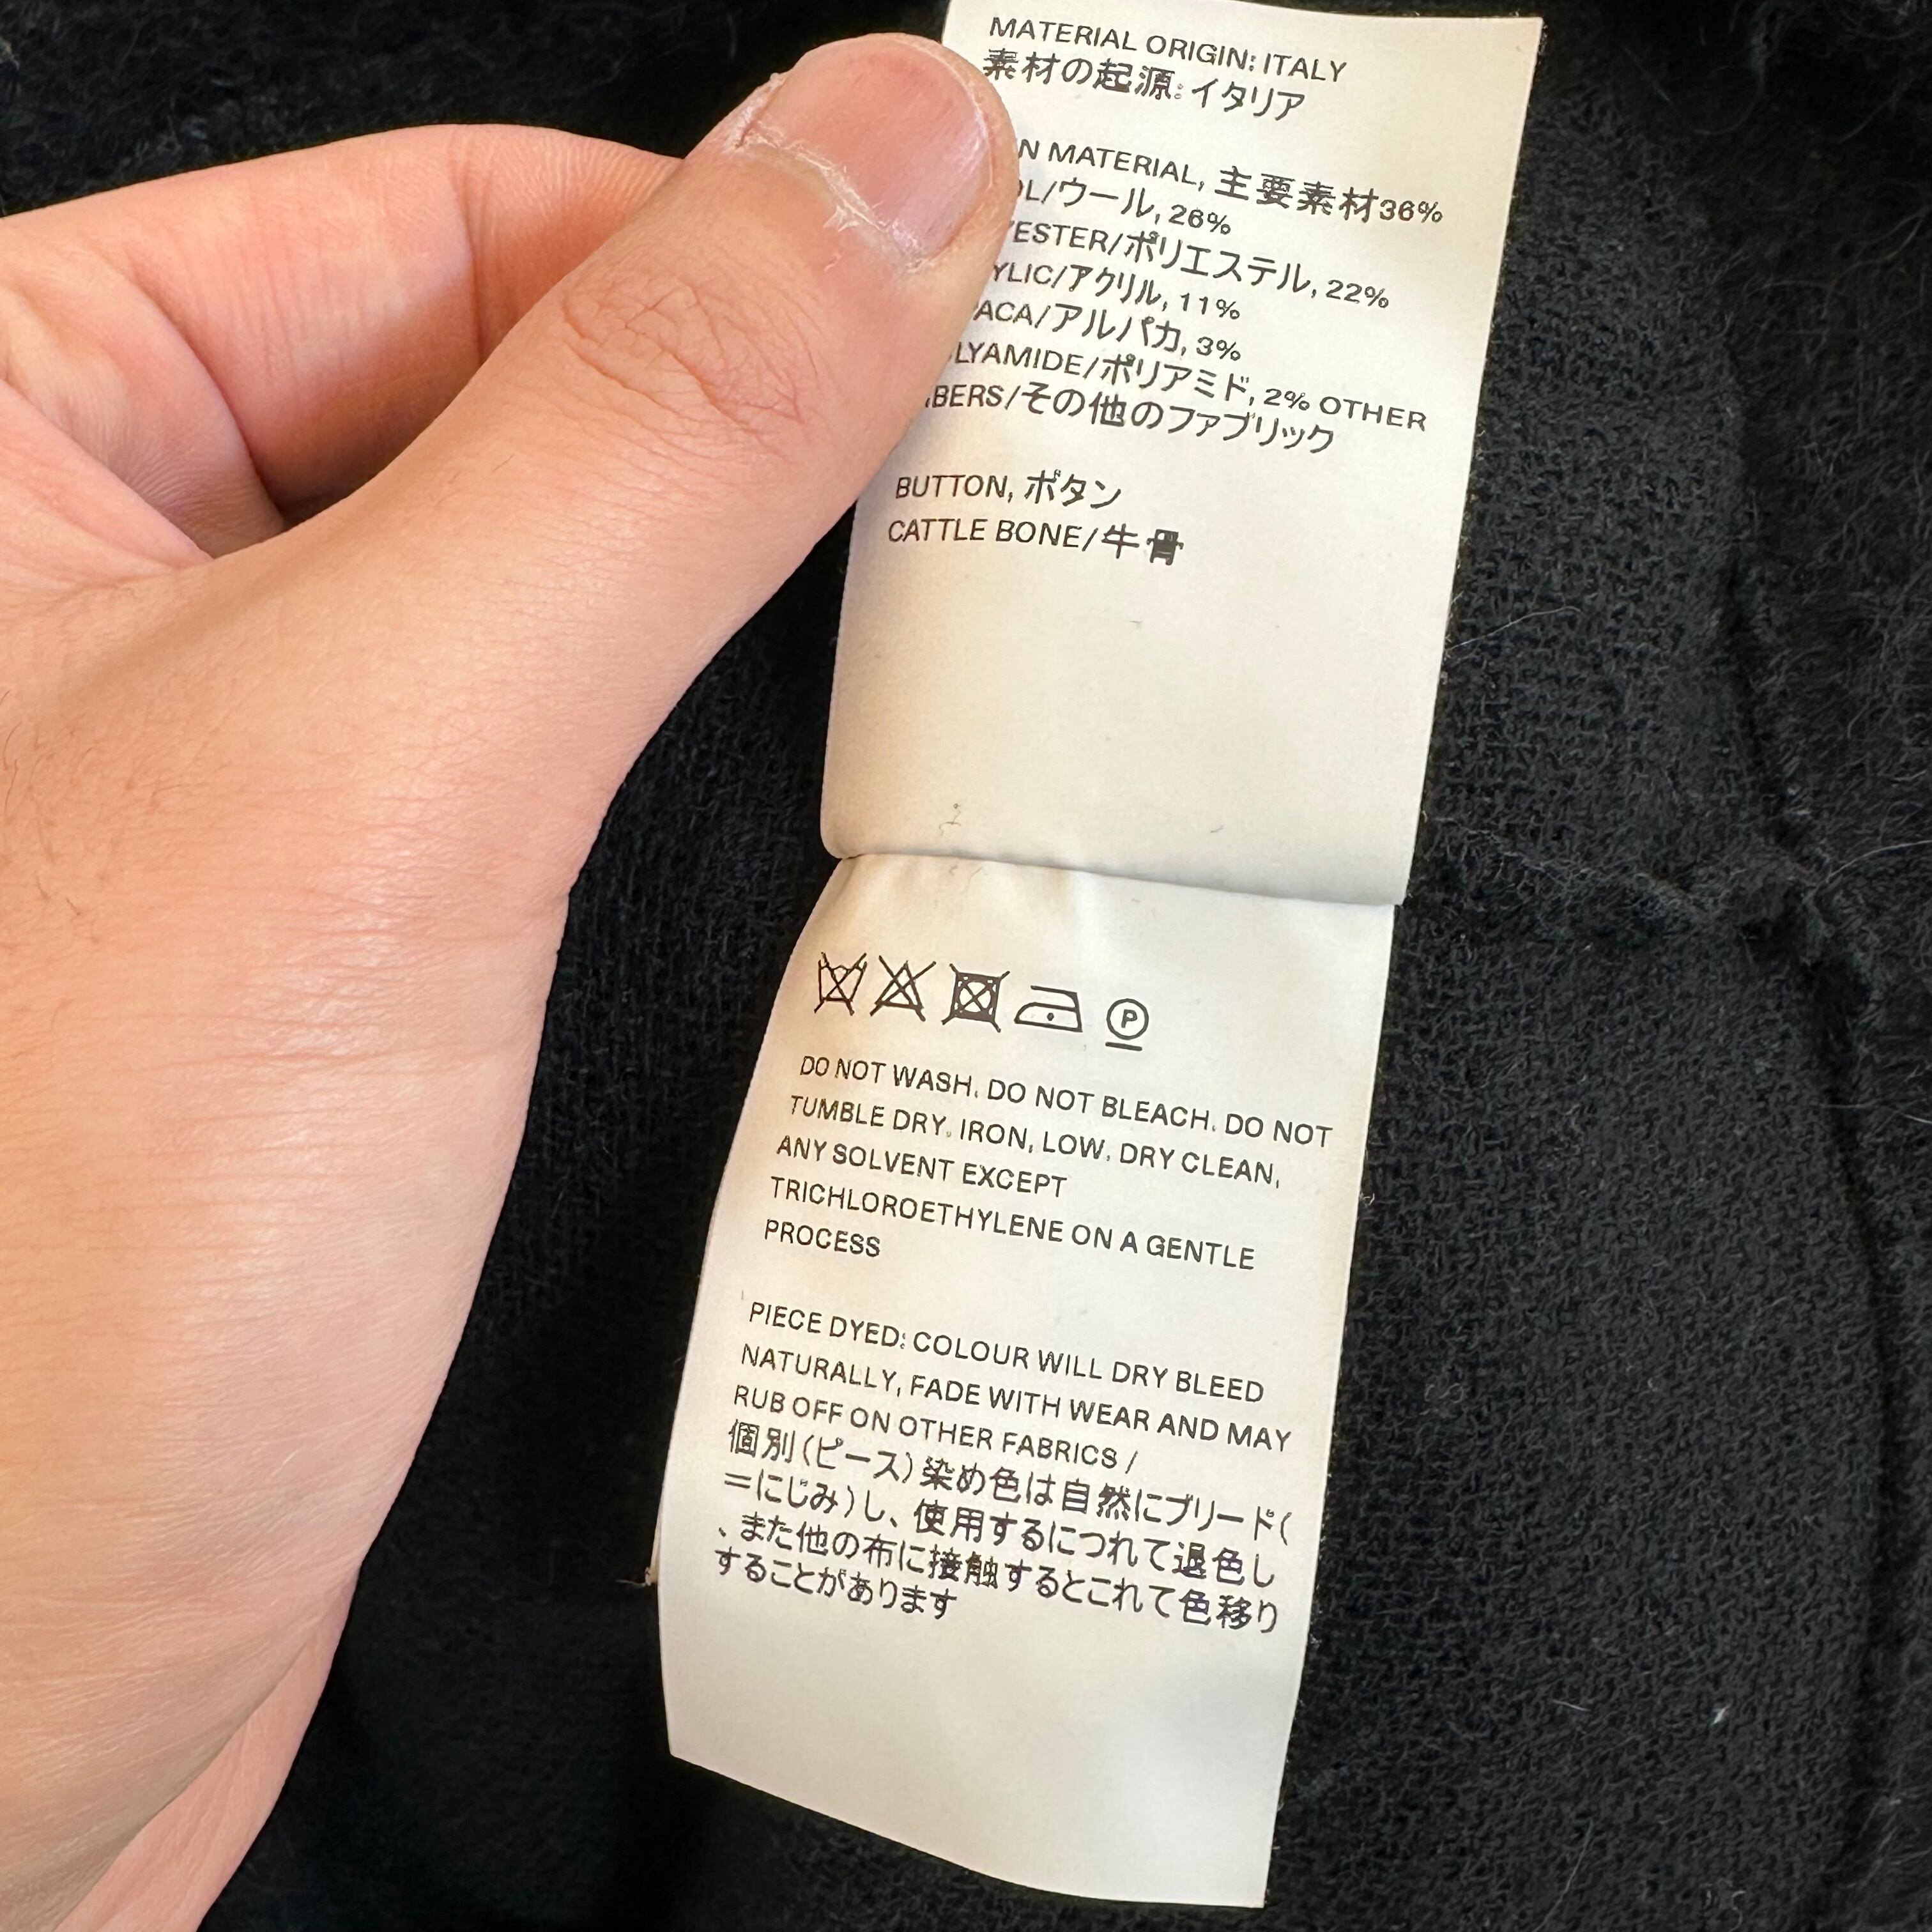 MATERIAL ORIGIN: ITALY
素材の起源: イタリア
MATERIAL, 主要素材36%
/ウール, 26%
/ポリエステル, 22%
/アクリル, 11%
/アルパカ, 3%
/ポリアミド, 2% OTHER
/その他のファブリック
BUTTON, ボタン
CATTLE BONE/牛骨
P
DO NOT WASH. DO NOT BLEACH. DO NOT
TUMBLE DRY. IRON, LOW. DRY CLEAN,
ANY SOLVENT EXCEPT
TRICHLOROETHYLENE ON A GENTLE
PROCESS
PIECE DYED: COLOUR WILL DRY BLEED
NATURALLY, FADE WITH WEAR AND MAY
RUB OFF ON OTHER FABRICS /
個別(ピース)染め色は自然にブリード(
=にじみ)し、使用するにつれて退色し
、また他の布に接触するとこれて色移り
することがあります